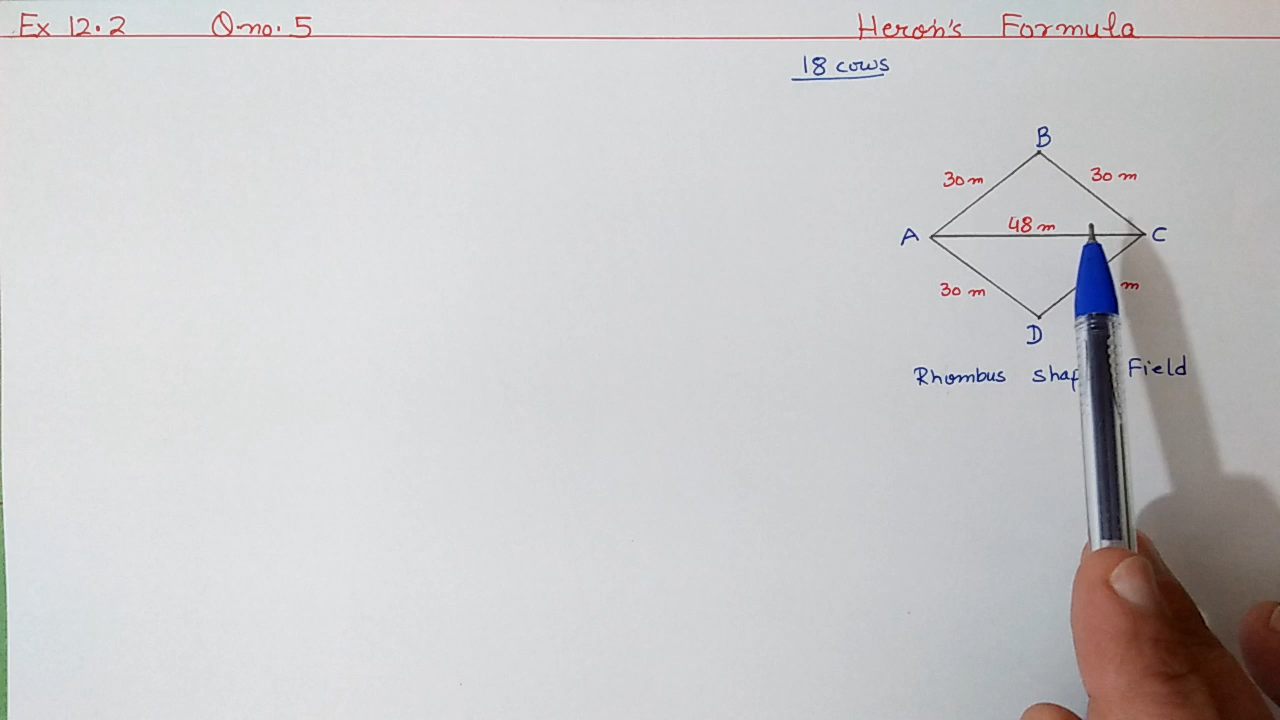 Ex 12.2 Q no. 5 Heron's Formula
18 cows
B
30 m 30 m
48 m
A C
30 m m
D
Rhombus Field